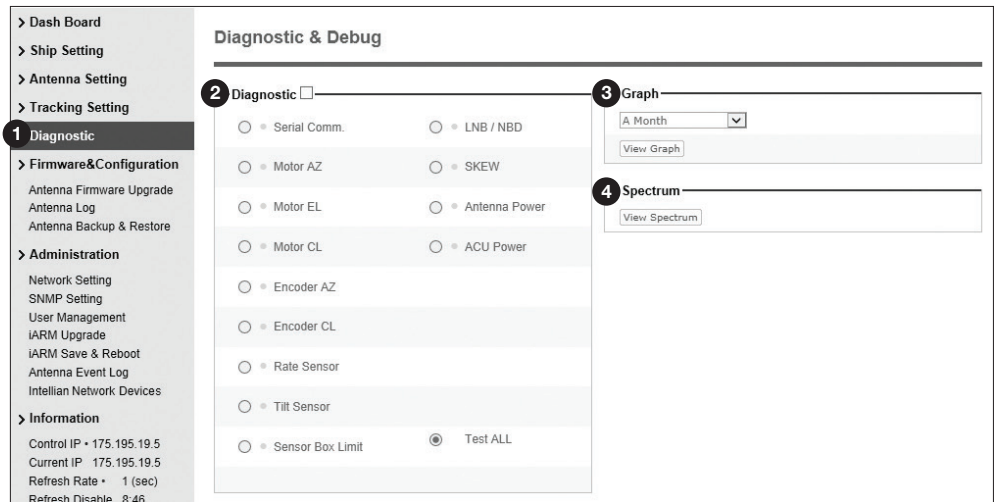 > Dash Board
> Ship Setting
> Antenna Setting
> Tracking Setting
1 Diagnostic
> Firmware&Configuration
Antenna Firmware Upgrade
Antenna Log
Antenna Backup & Restore
> Administration
Network Setting
SNMP Setting
User Management
iARM Upgrade
iARM Save & Reboot
Antenna Event Log
Intellian Network Devices
> Information
Control IP • 175.195.19.5
Current IP 175.195.19.5
Refresh Rate • 1 (sec)
Refresh Disable 8:46
Diagnostic & Debug
2 Diagnostic
Serial Comm.
LNB / NBD
Motor AZ
SKEW
Motor EL
Antenna Power
Motor CL
ACU Power
Encoder AZ
Encoder CL
Rate Sensor
Tilt Sensor
Sensor Box Limit
Test ALL
3 Graph
A Month
View Graph
4 Spectrum
View Spectrum